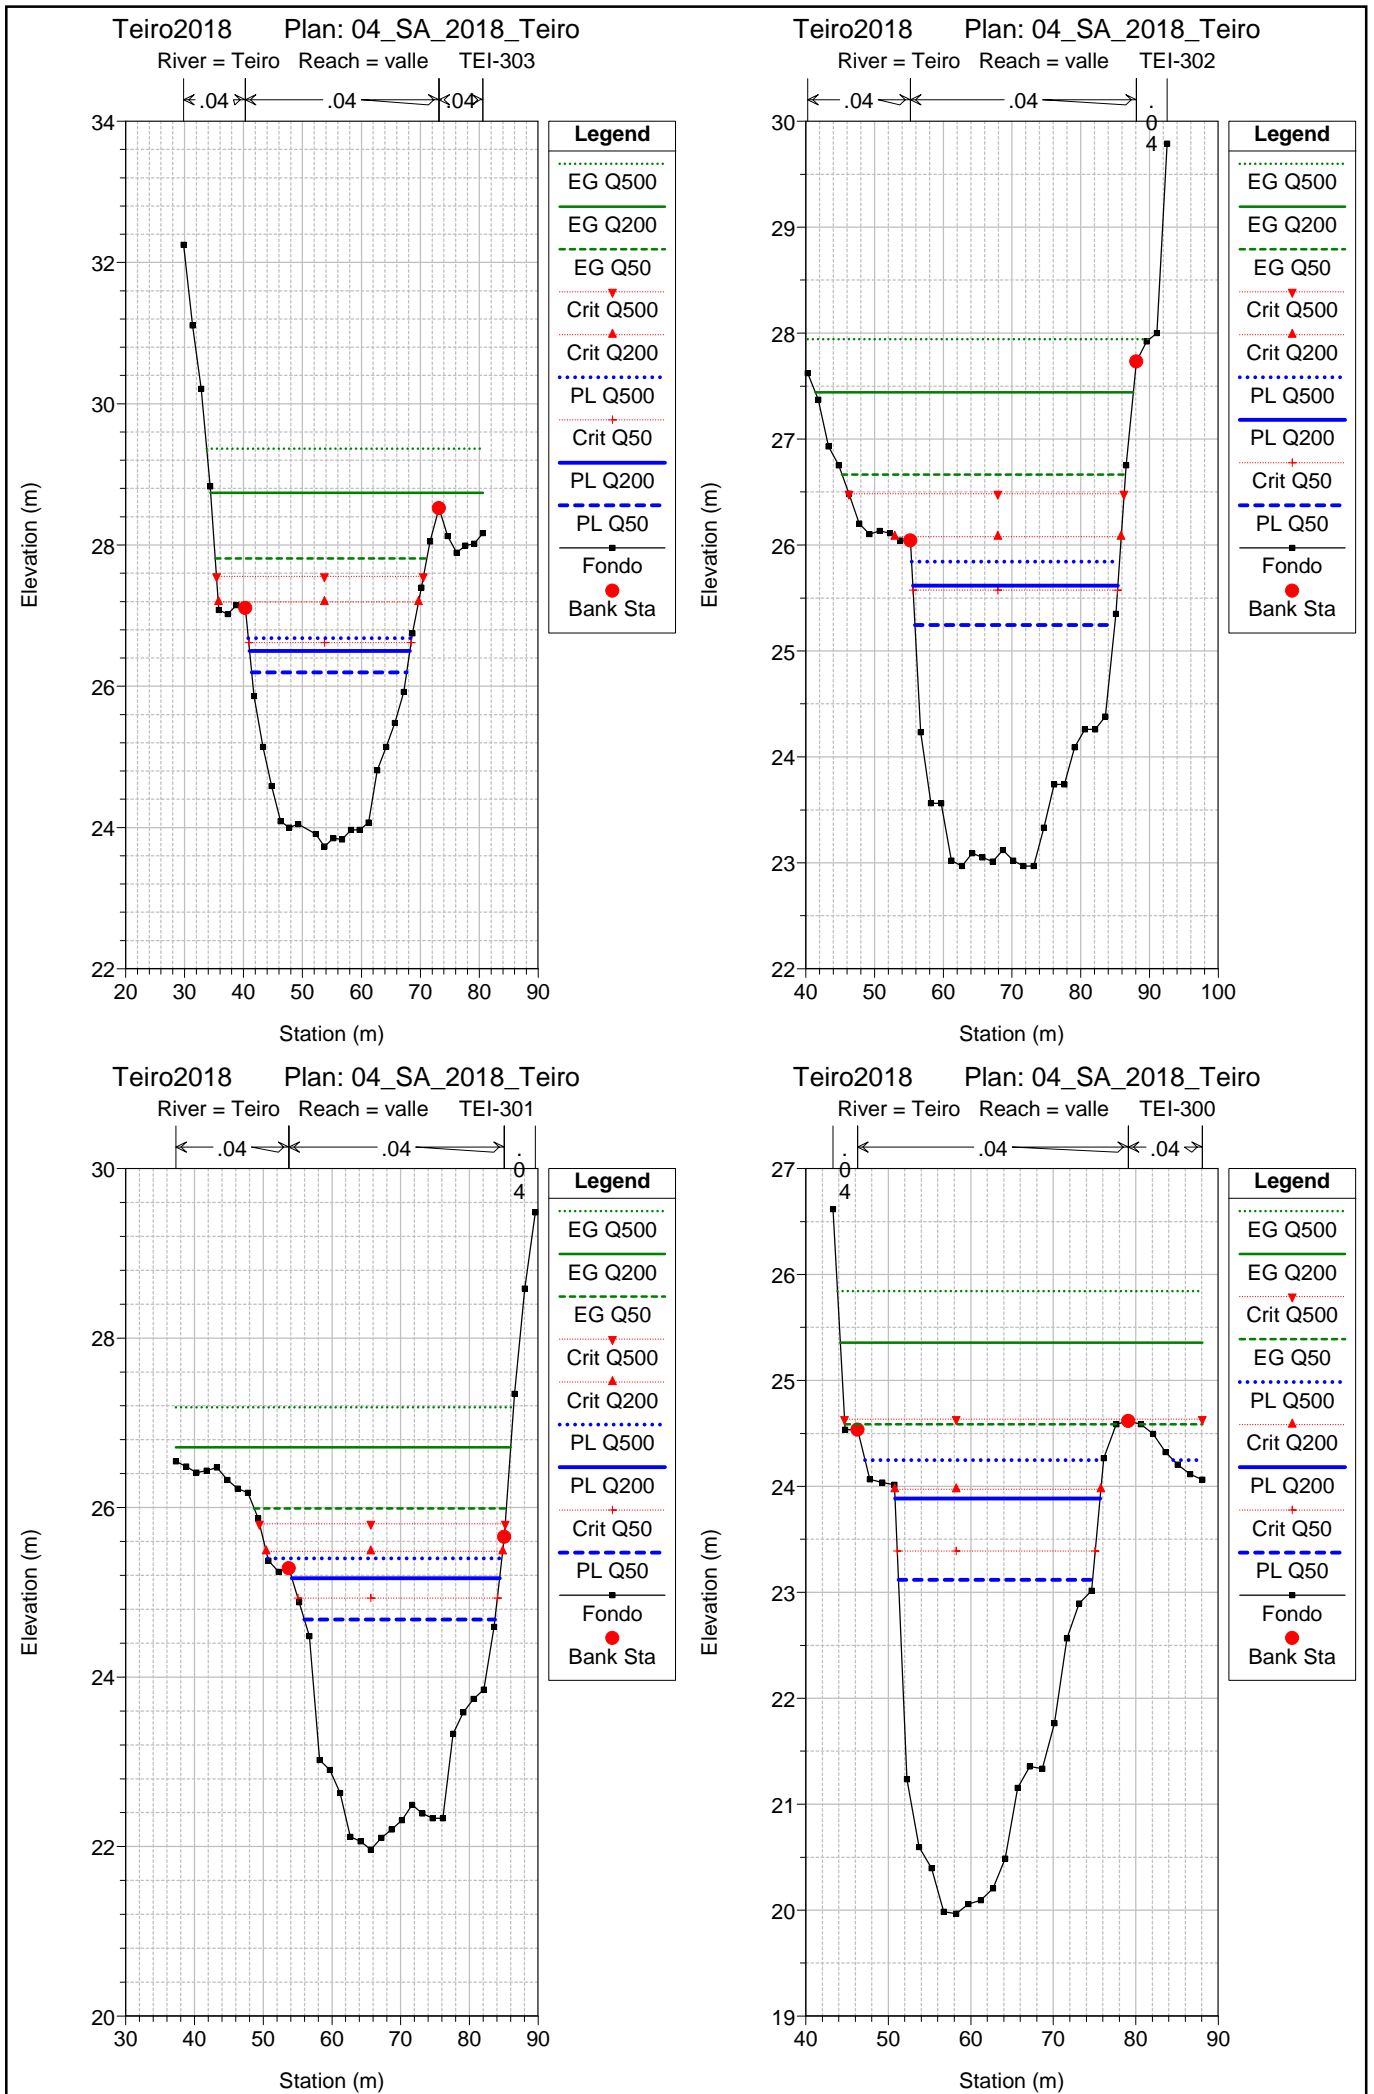 Teiro2018 Plan: 04_SA_2018_Teiro
River = Teiro Reach = valle TEI-303
.04 .04 .04
34
32
30
28
26
24
22
20 30 40 50 60 70 80 90
Elevation (m)
Station (m)
Legend
EG Q500
EG Q200
EG Q50
Crit Q500
Crit Q200
PL Q500
Crit Q50
PL Q200
PL Q50
Fondo
Bank Sta
Teiro2018 Plan: 04_SA_2018_Teiro
River = Teiro Reach = valle TEI-302
.04 .04 .04
30
29
28
27
26
25
24
23
22
40 50 60 70 80 90 100
Elevation (m)
Station (m)
Legend
EG Q500
EG Q200
EG Q50
Crit Q500
Crit Q200
PL Q500
PL Q200
Crit Q50
PL Q50
Fondo
Bank Sta
Teiro2018 Plan: 04_SA_2018_Teiro
River = Teiro Reach = valle TEI-301
.04 .04 .04
30
28
26
24
22
20
30 40 50 60 70 80 90
Elevation (m)
Station (m)
Legend
EG Q500
EG Q200
EG Q50
Crit Q500
Crit Q200
PL Q500
PL Q200
Crit Q50
PL Q50
Fondo
Bank Sta
Teiro2018 Plan: 04_SA_2018_Teiro
River = Teiro Reach = valle TEI-300
.04 .04 .04
27
26
25
24
23
22
21
20
19
40 50 60 70 80 90
Elevation (m)
Station (m)
Legend
EG Q500
EG Q200
Crit Q500
EG Q50
PL Q500
Crit Q200
PL Q200
Crit Q50
PL Q50
Fondo
Bank Sta